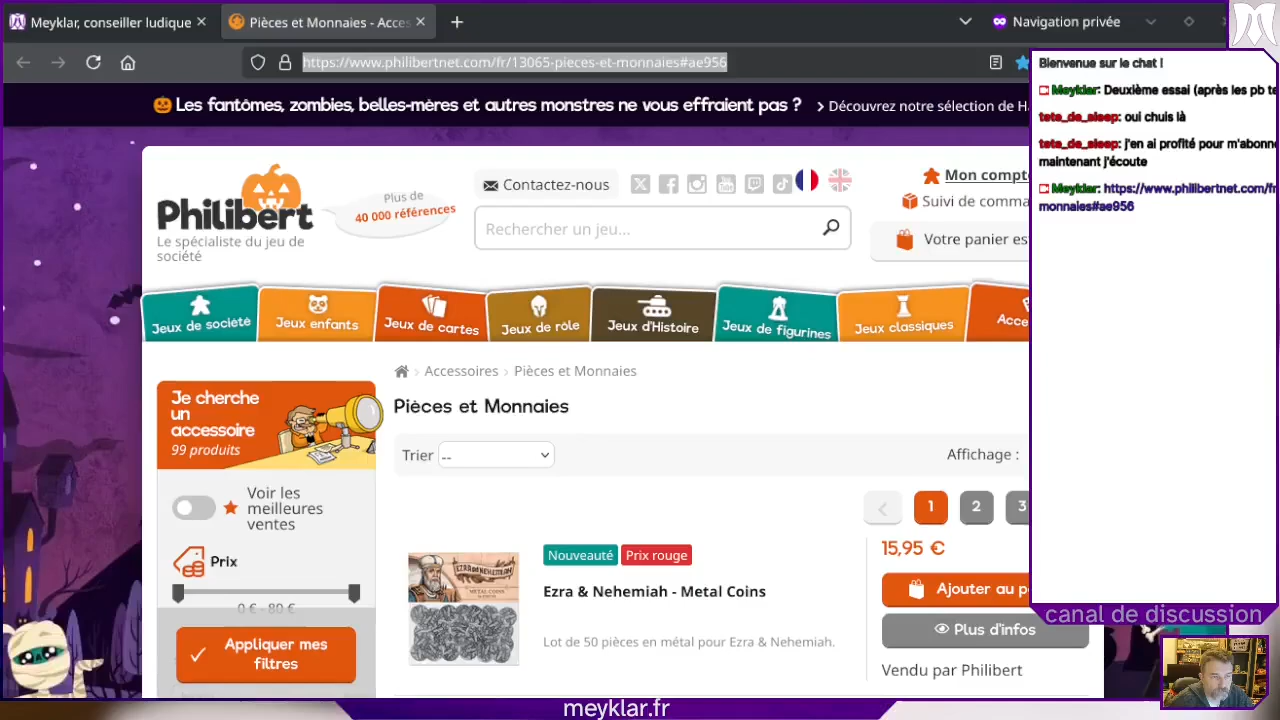 Meyklar, conseiller ludique
Pièces et Monnaies - Acces
Navigation privée
https://www.philibertnet.com/fr/13065-pieces-et-monnaies#ae956
Les fantômes, zombies, belles-mères et autres monstres ne vous effraient pas ?
Découvrez notre sélection de H
Philibert
Le spécialiste du jeu de
société
Plus de
40 000 références
Contactez-nous
Mon compt
Suivi de comma
Rechercher un jeu...
Votre panier es
Jeux de société
Jeux enfants
Jeux de cartes
Jeux de rôle
Jeux d'Histoire
Jeux de figurines
Jeux classiques
Acce
Accessoires
Pièces et Monnaies
Je cherche
un
accessoire
99 produits
Pièces et Monnaies
Trier
--
Affichage :
Voir les
meilleures
ventes
1
2
3
Prix
0 € - 80 €
Appliquer mes
filtres
Nouveauté
Prix rouge
15,95 €
EZRA & NEHEMIAH
METAL COINS
Ezra & Nehemiah - Metal Coins
Ajouter au p
Lot de 50 pièces en métal pour Ezra & Nehemiah.
Plus d'infos
Vendu par Philibert
Bienvenue sur le chat !
Meyklar: Deuxième essai (après les pb te
tete_de_sleep: oui chuis là
tete_de_sleep: j'en ai profité pour m'abonne
maintenant j'écoute
Meyklar: https://www.philibertnet.com/fr
monnaies#ae956
canal de discussion
meyklar.fr